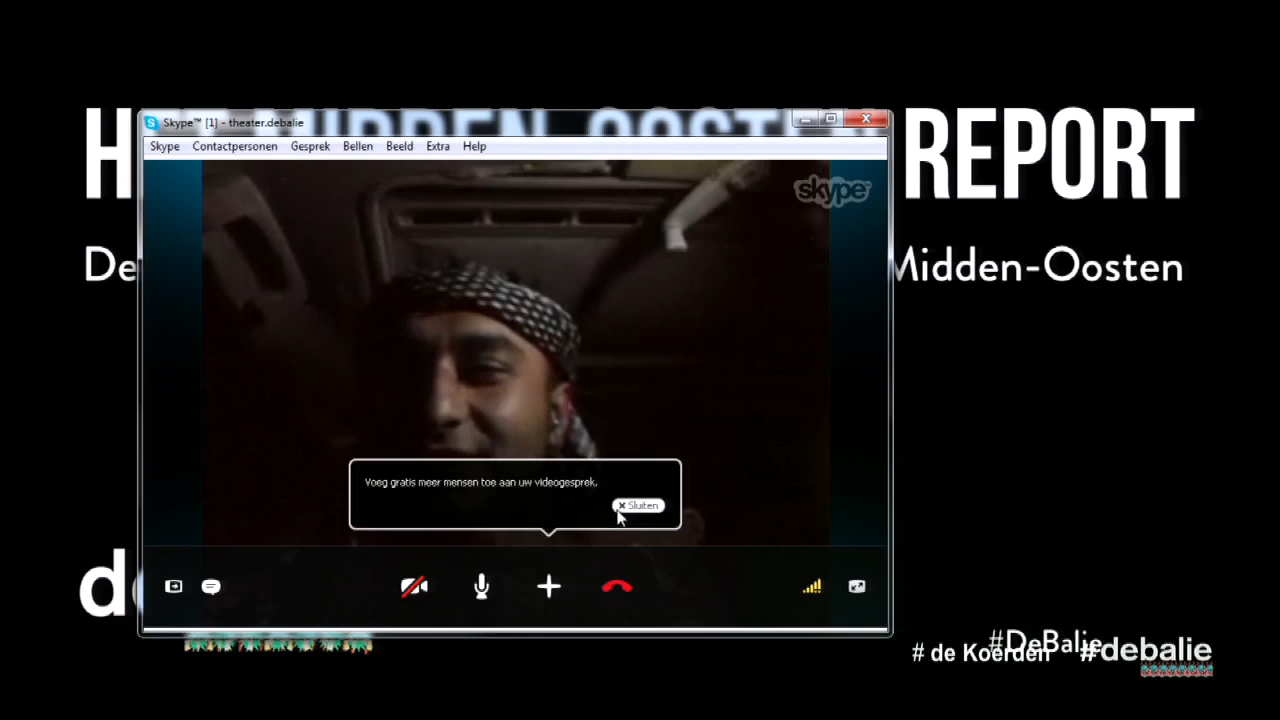 H
REPORT
Skype™ [1] - theater.debalie
Skype Contactpersonen Gesprek Bellen Beeld Extra Help
skype
De
Midden-Oosten
Voeg gratis meer mensen toe aan uw videogesprek.
Sluiten
d
# de Koerden
#DeBalie
#debalie